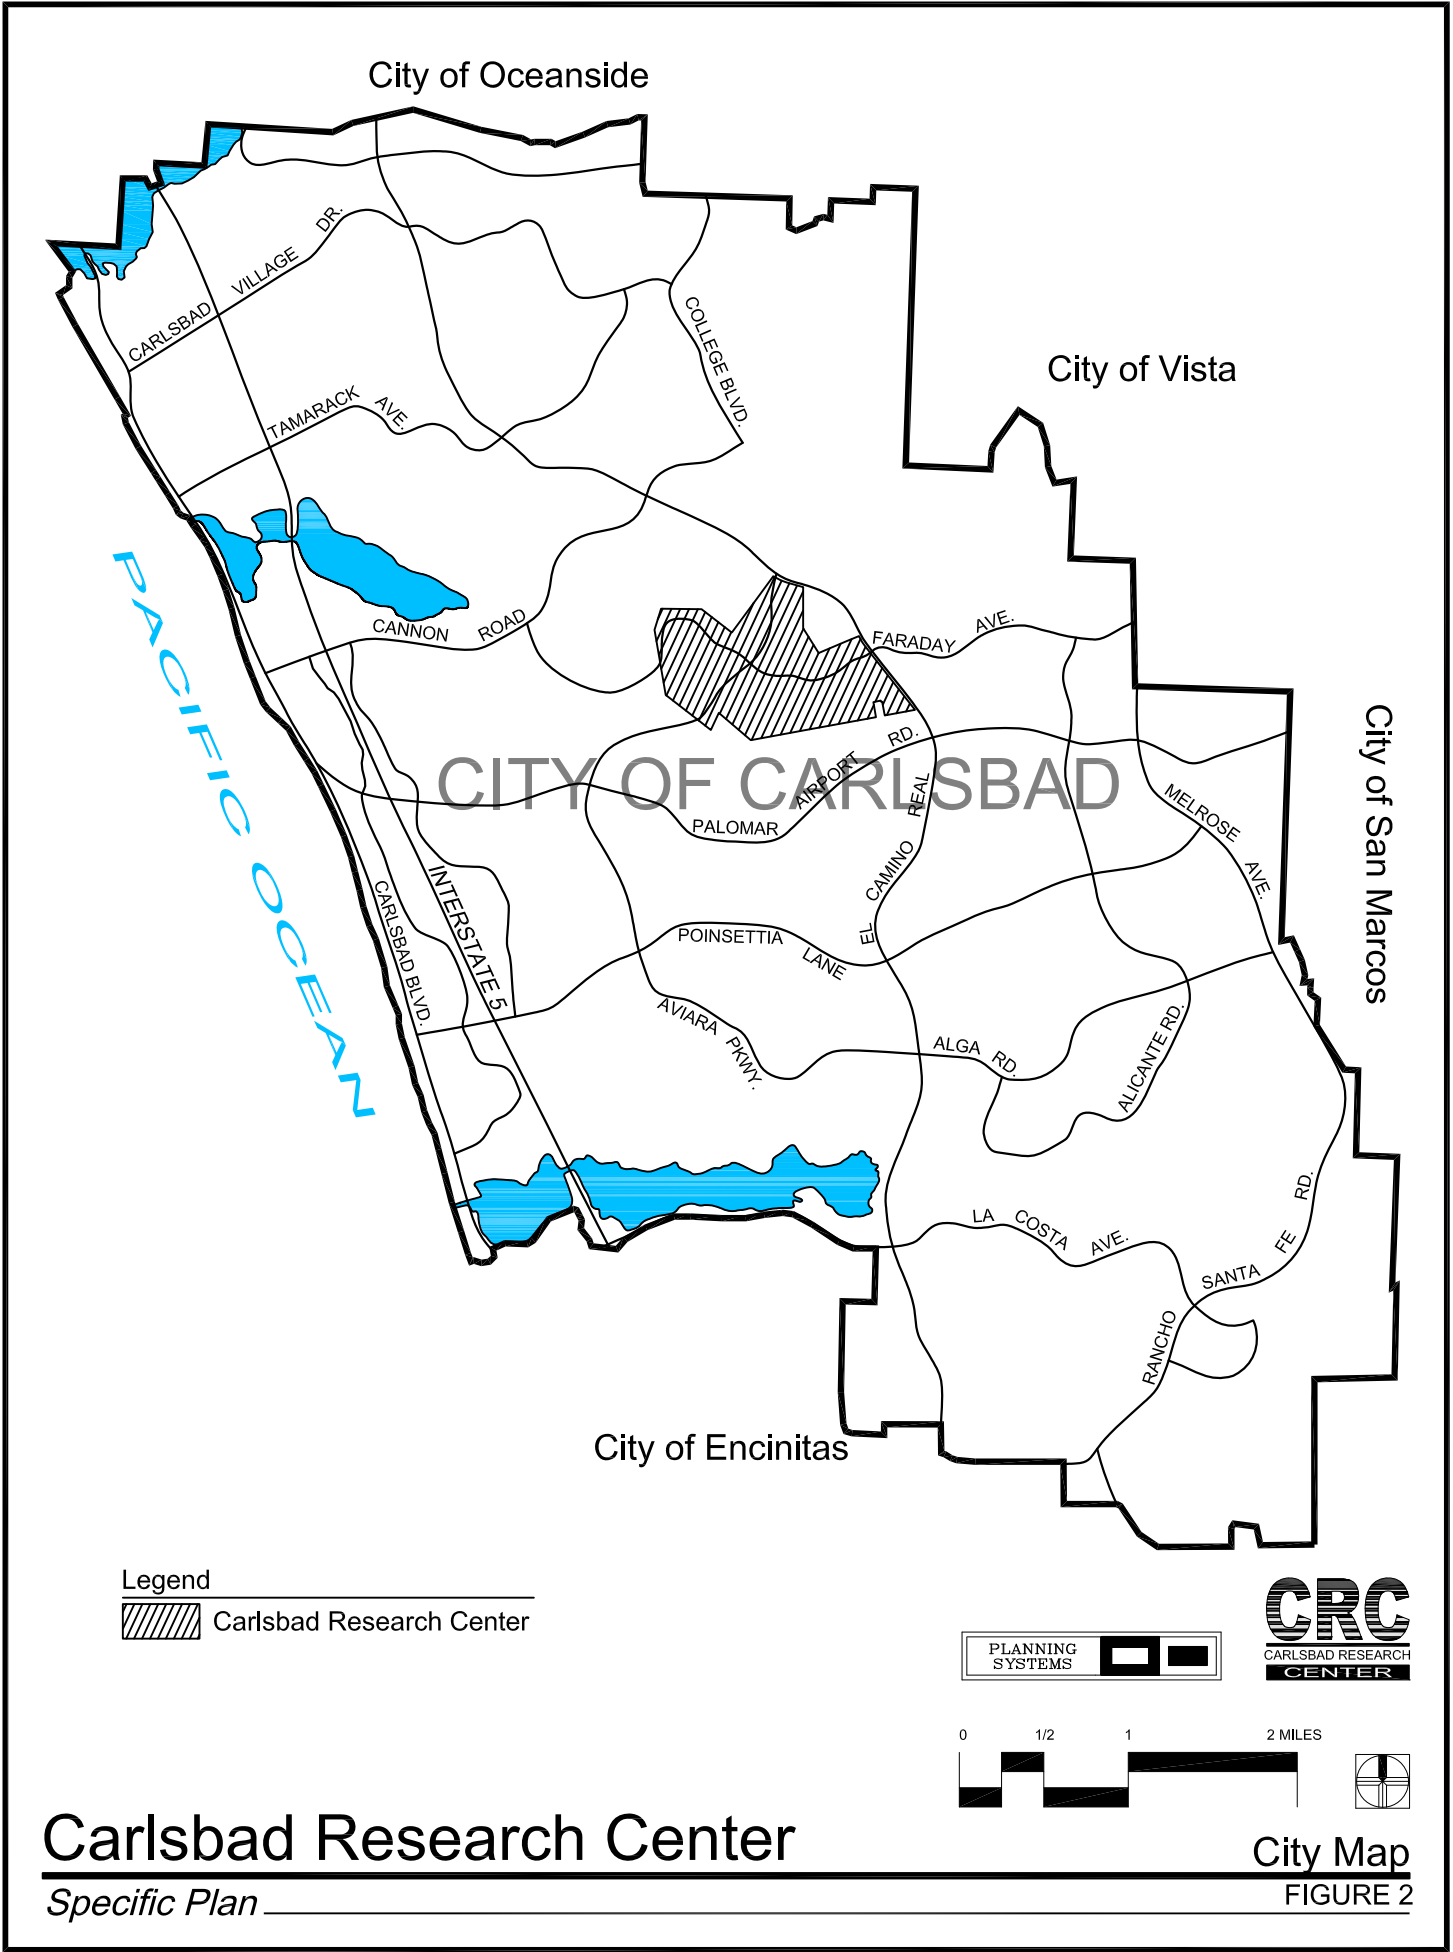 City of Oceanside
CARLSBAD VILLAGE DR.
COLLEGE BLVD.
City of Vista
TAMARACK AVE.
PACIFIC OCEAN
CANNON ROAD
FARADAY AVE.
CITY OF CARLSBAD
PALOMAR AIRPORT RD.
EL CAMINO REAL
MELROSE AVE.
City of San Marcos
INTERSTATE 5
CARLSBAD BLVD.
POINSETTIA LANE
AVIARA PKWY.
ALGA RD.
ALICANTE RD.
LA COSTA AVE.
RANCHO SANTA FE RD.
City of Encinitas
Legend
Carlsbad Research Center
PLANNING
SYSTEMS
CRC
CARLSBAD RESEARCH
CENTER
0 1/2 1 2 MILES
Carlsbad Research Center
City Map
Specific Plan
FIGURE 2